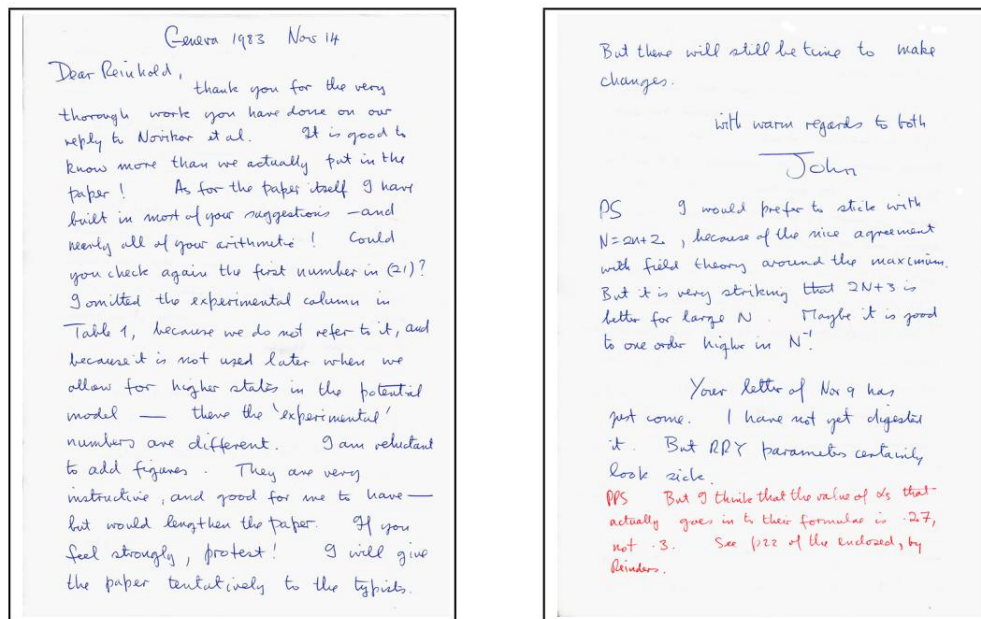 Geneva 1983 Nov 14
Dear Reinhold,
thank you for the very
thorough work you have done on our
reply to Novikov et al. It is good to
know more than we actually put in the
paper! As for the paper itself I have
built in most of your suggestions — and
nearly all of your arithmetic! Could
you check again the first number in (21)?
I omitted the experimental column in
Table 1, because we do not refer to it, and
because it is not used later when we
allow for higher states in the potential
model — there the 'experimental'
numbers are different. I am reluctant
to add figures. They are very
instructive, and good for me to have —
but would lengthen the paper. If you
feel strongly, protest! I will give
the paper tentatively to the typists.
But there will still be time to make
changes.
with warm regards to both
John
PS I would prefer to stick with
N=2n+2, because of the nice agreement
with field theory around the maximum.
But it is very striking that 2N+3 is
better for large N. Maybe it is good
to one order higher in N⁻¹!
Your letter of Nov 9 has
just come. I have not yet digested
it. But RRY parameters certainly
look sick.
PPS But I think that the value of αs that
actually goes in to their formulae is .27,
not .3. See p22 of the enclosed, by
Reinders.